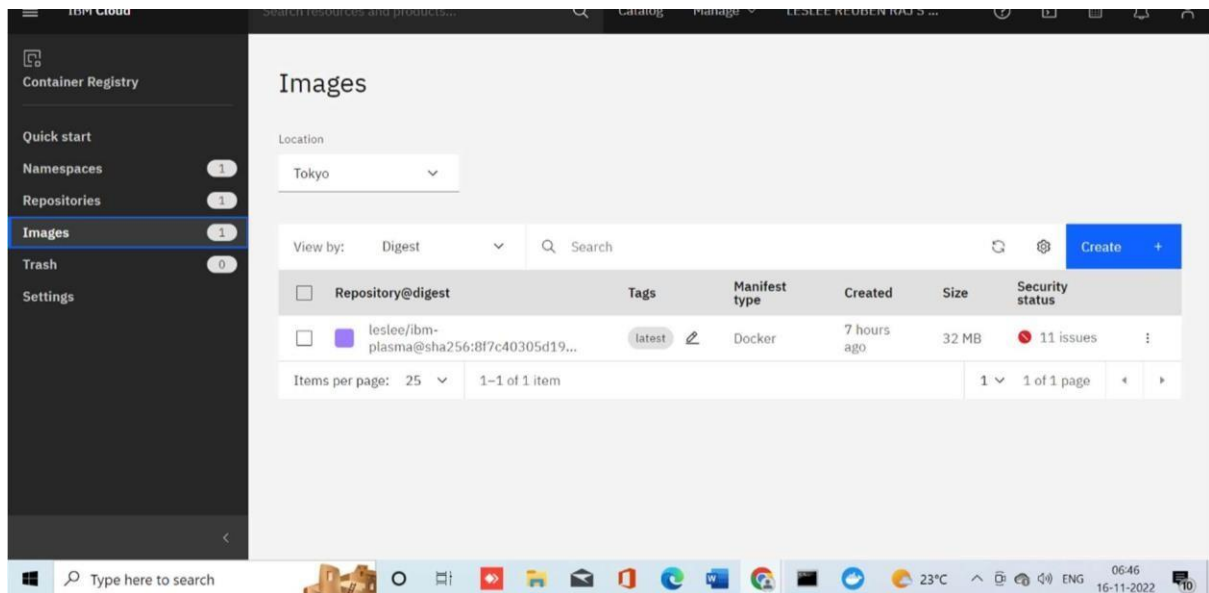 IBM Cloud
Search resources and products...
Catalog
Manage
LESLEE REUBEN RAJ S ...
Container Registry
Quick start
Namespaces 1
Repositories 1
Images 1
Trash 0
Settings
Images
Location
Tokyo
View by: Digest
Search
Create +
Repository@digest Tags Manifest type Created Size Security status
leslee/ibm-
plasma@sha256:8f7c40305d19...
latest
Docker
7 hours
ago
32 MB
11 issues
Items per page: 25
1–1 of 1 item
1
1 of 1 page
Type here to search
23°C
ENG
06:46
16-11-2022
10